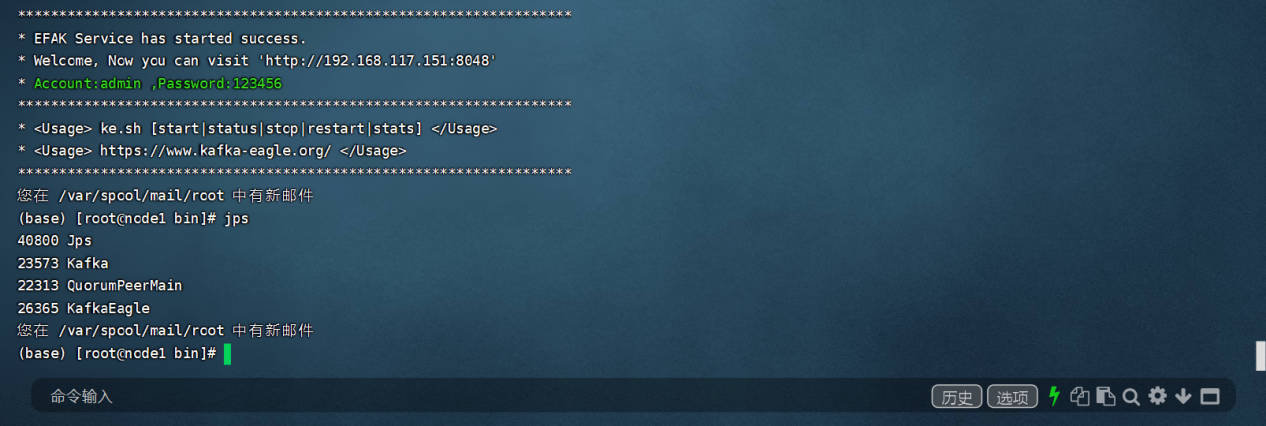 *******************************************************************
* EFAK Service has started success.
* Welcome, Now you can visit 'http://192.168.117.151:8048'
* Account:admin ,Password:123456
*******************************************************************
* <Usage> ke.sh [start|status|stop|restart|stats] </Usage>
* <Usage> https://www.kafka-eagle.org/ </Usage>
*******************************************************************
您在 /var/spool/mail/root 中有新邮件
(base) [root@node1 bin]# jps
40800 Jps
23573 Kafka
22313 QuorumPeerMain
26365 KafkaEagle
您在 /var/spool/mail/root 中有新邮件
(base) [root@node1 bin]#
命令输入 历史 选项